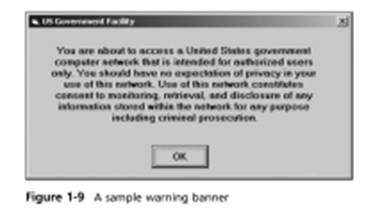 US Government Facility
You are about to access a United States government
computer network that is intended for authorized users
only. You should have no expectation of privacy in your
use of this network. Use of this network constitutes
consent to monitoring, retrieval, and disclosure of any
information stored within the network for any purpose
including criminal prosecution.
OK
Figure 1-9 A sample warning banner